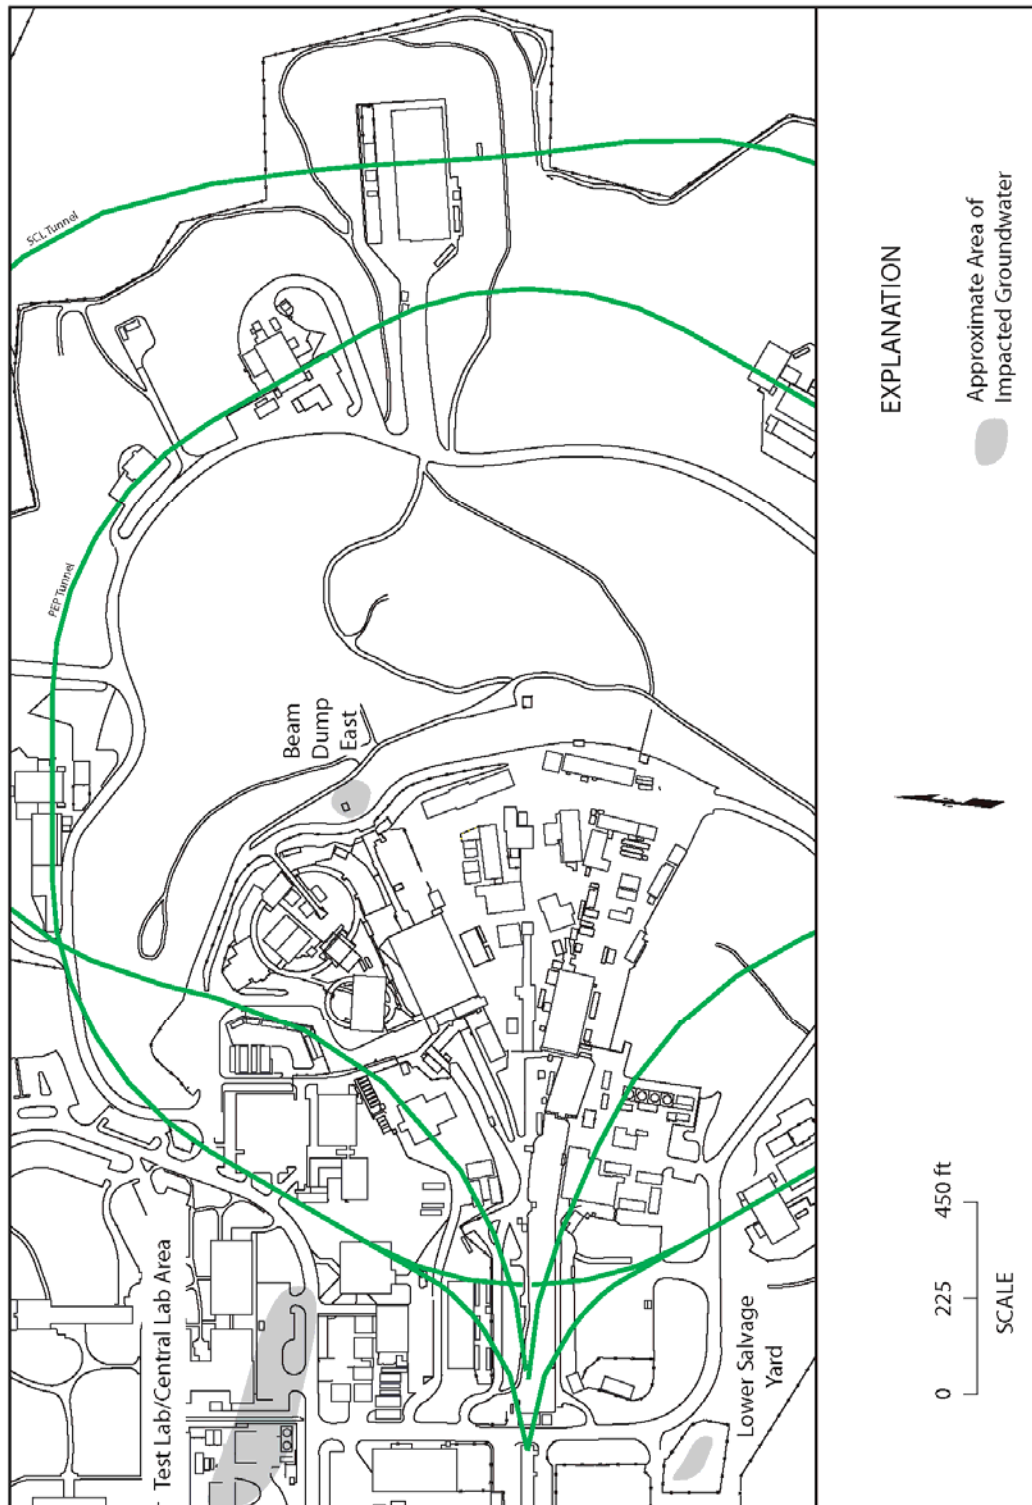 SCL Tunnel
PEP Tunnel
Beam
Dump
East
Test Lab/Central Lab Area
Lower Salvage
Yard
EXPLANATION
Approximate Area of
Impacted Groundwater
0 225 450 ft
SCALE